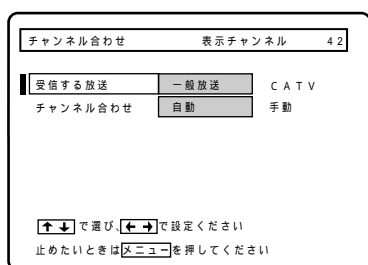 チャンネル合わせ 表示チャンネル 42
受信する放送 一般放送 CATV
チャンネル合わせ 自動 手動
↑↓で選び、←→で設定ください
止めたいときはメニューを押してください